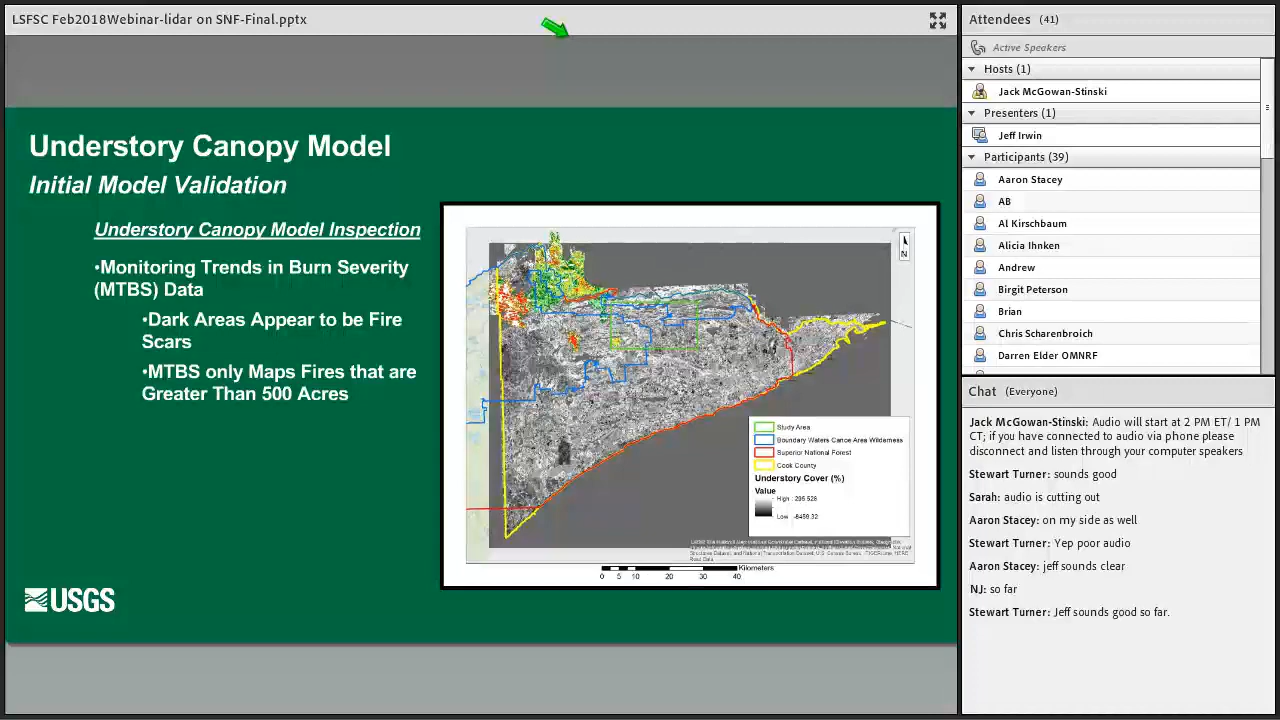 LSFSC Feb2018Webinar-lidar on SNF-Final.pptx
Understory Canopy Model
Initial Model Validation
Understory Canopy Model Inspection
•Monitoring Trends in Burn Severity
(MTBS) Data
•Dark Areas Appear to be Fire
Scars
•MTBS only Maps Fires that are
Greater Than 500 Acres
N
Study Area
Boundary Waters Canoe Area Wilderness
Superior National Forest
Cook County
Understory Cover (%)
Value
High : 295.528
Low : -8459.32
Kilometers
0 5 10 20 30 40
USGS
Attendees (41)
Active Speakers
Hosts (1)
Jack McGowan-Stinski
Presenters (1)
Jeff Irwin
Participants (39)
Aaron Stacey
AB
Al Kirschbaum
Alicia Ihnken
Andrew
Birgit Peterson
Brian
Chris Scharenbroich
Darren Elder OMNRF
Chat (Everyone)
Jack McGowan-Stinski: Audio will start at 2 PM ET/ 1 PM
CT; if you have connected to audio via phone please
disconnect and listen through your computer speakers
Stewart Turner: sounds good
Sarah: audio is cutting out
Aaron Stacey: on my side as well
Stewart Turner: Yep poor audio
Aaron Stacey: jeff sounds clear
NJ: so far
Stewart Turner: Jeff sounds good so far.